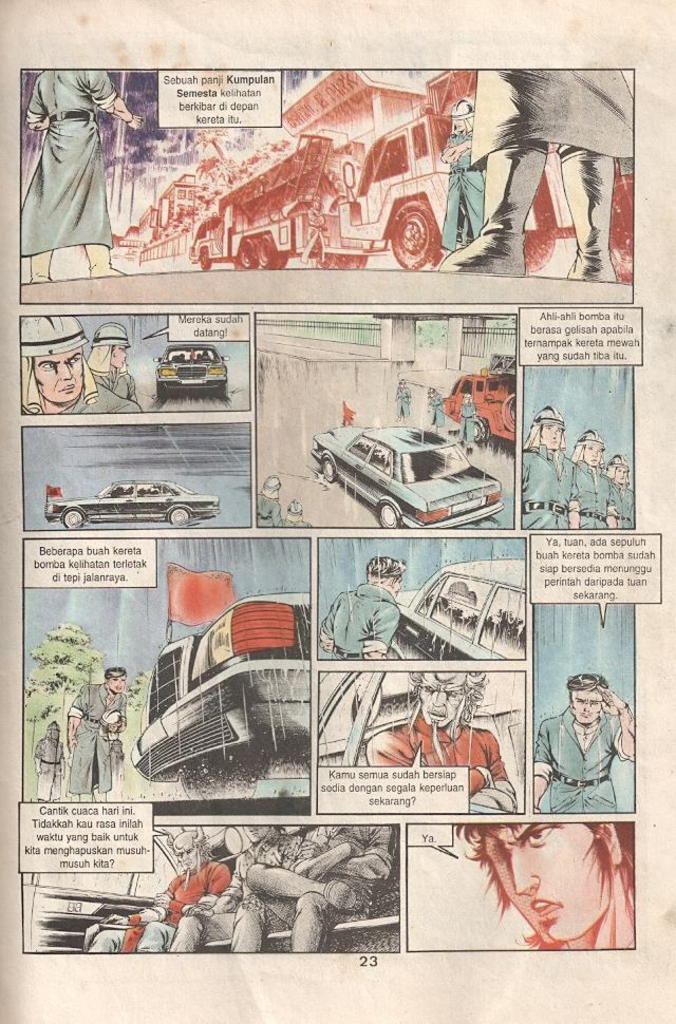 Sebuah panji Kumpulan
Semesta kelihatan
berkibar di depan
kereta itu.
Mereka sudah
datang!
Ahli-ahli bomba itu
berasa gelisah apabila
ternampak kereta mewah
yang sudah tiba itu.
Beberapa buah kereta
bomba kelihatan terletak
di tepi jalanraya.
Ya, tuan, ada sepuluh
buah kereta bomba sudah
siap bersedia menunggu
perintah daripada tuan
sekarang.
Kamu semua sudah bersiap
sedia dengan segala keperluan
sekarang?
Cantik cuaca hari ini.
Tidakkah kau rasa inilah
waktu yang baik untuk
kita menghapuskan musuh-
musuh kita?
Ya.
23